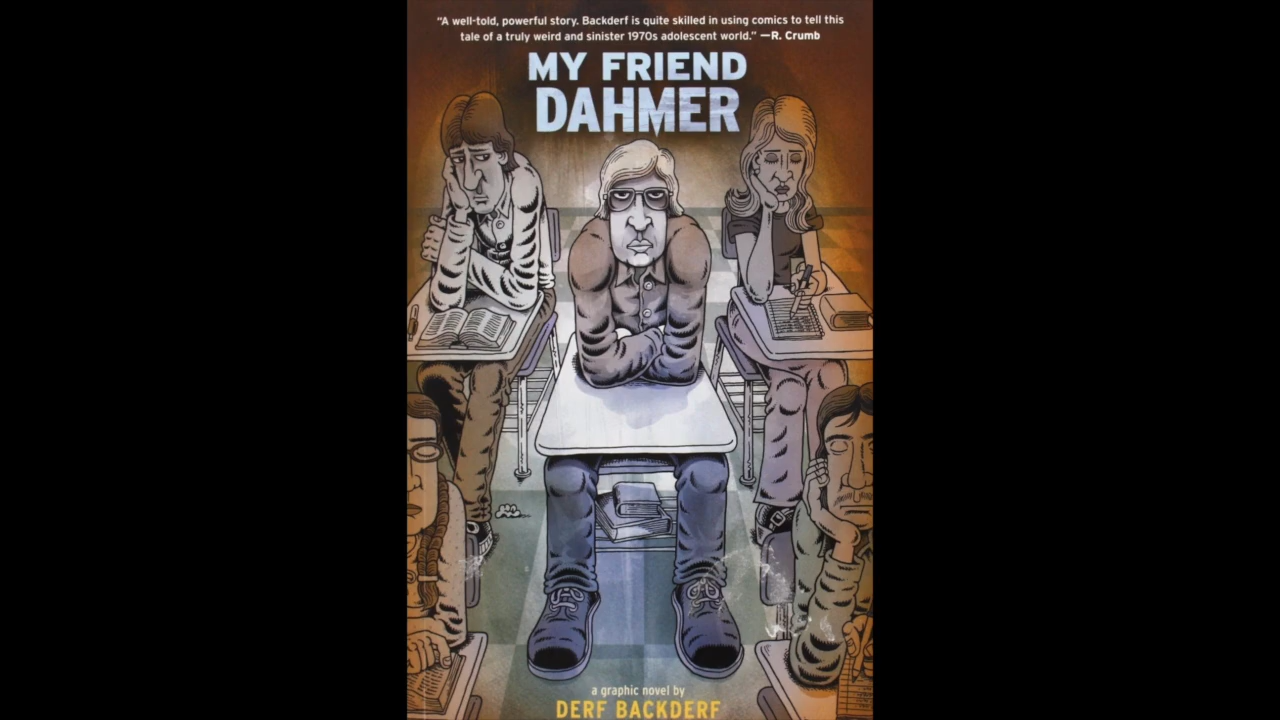 “A well-told, powerful story. Backderf is quite skilled in using comics to tell this
tale of a truly weird and sinister 1970s adolescent world.” —R. Crumb
MY FRIEND
DAHMER
a graphic novel by
DERF BACKDERF